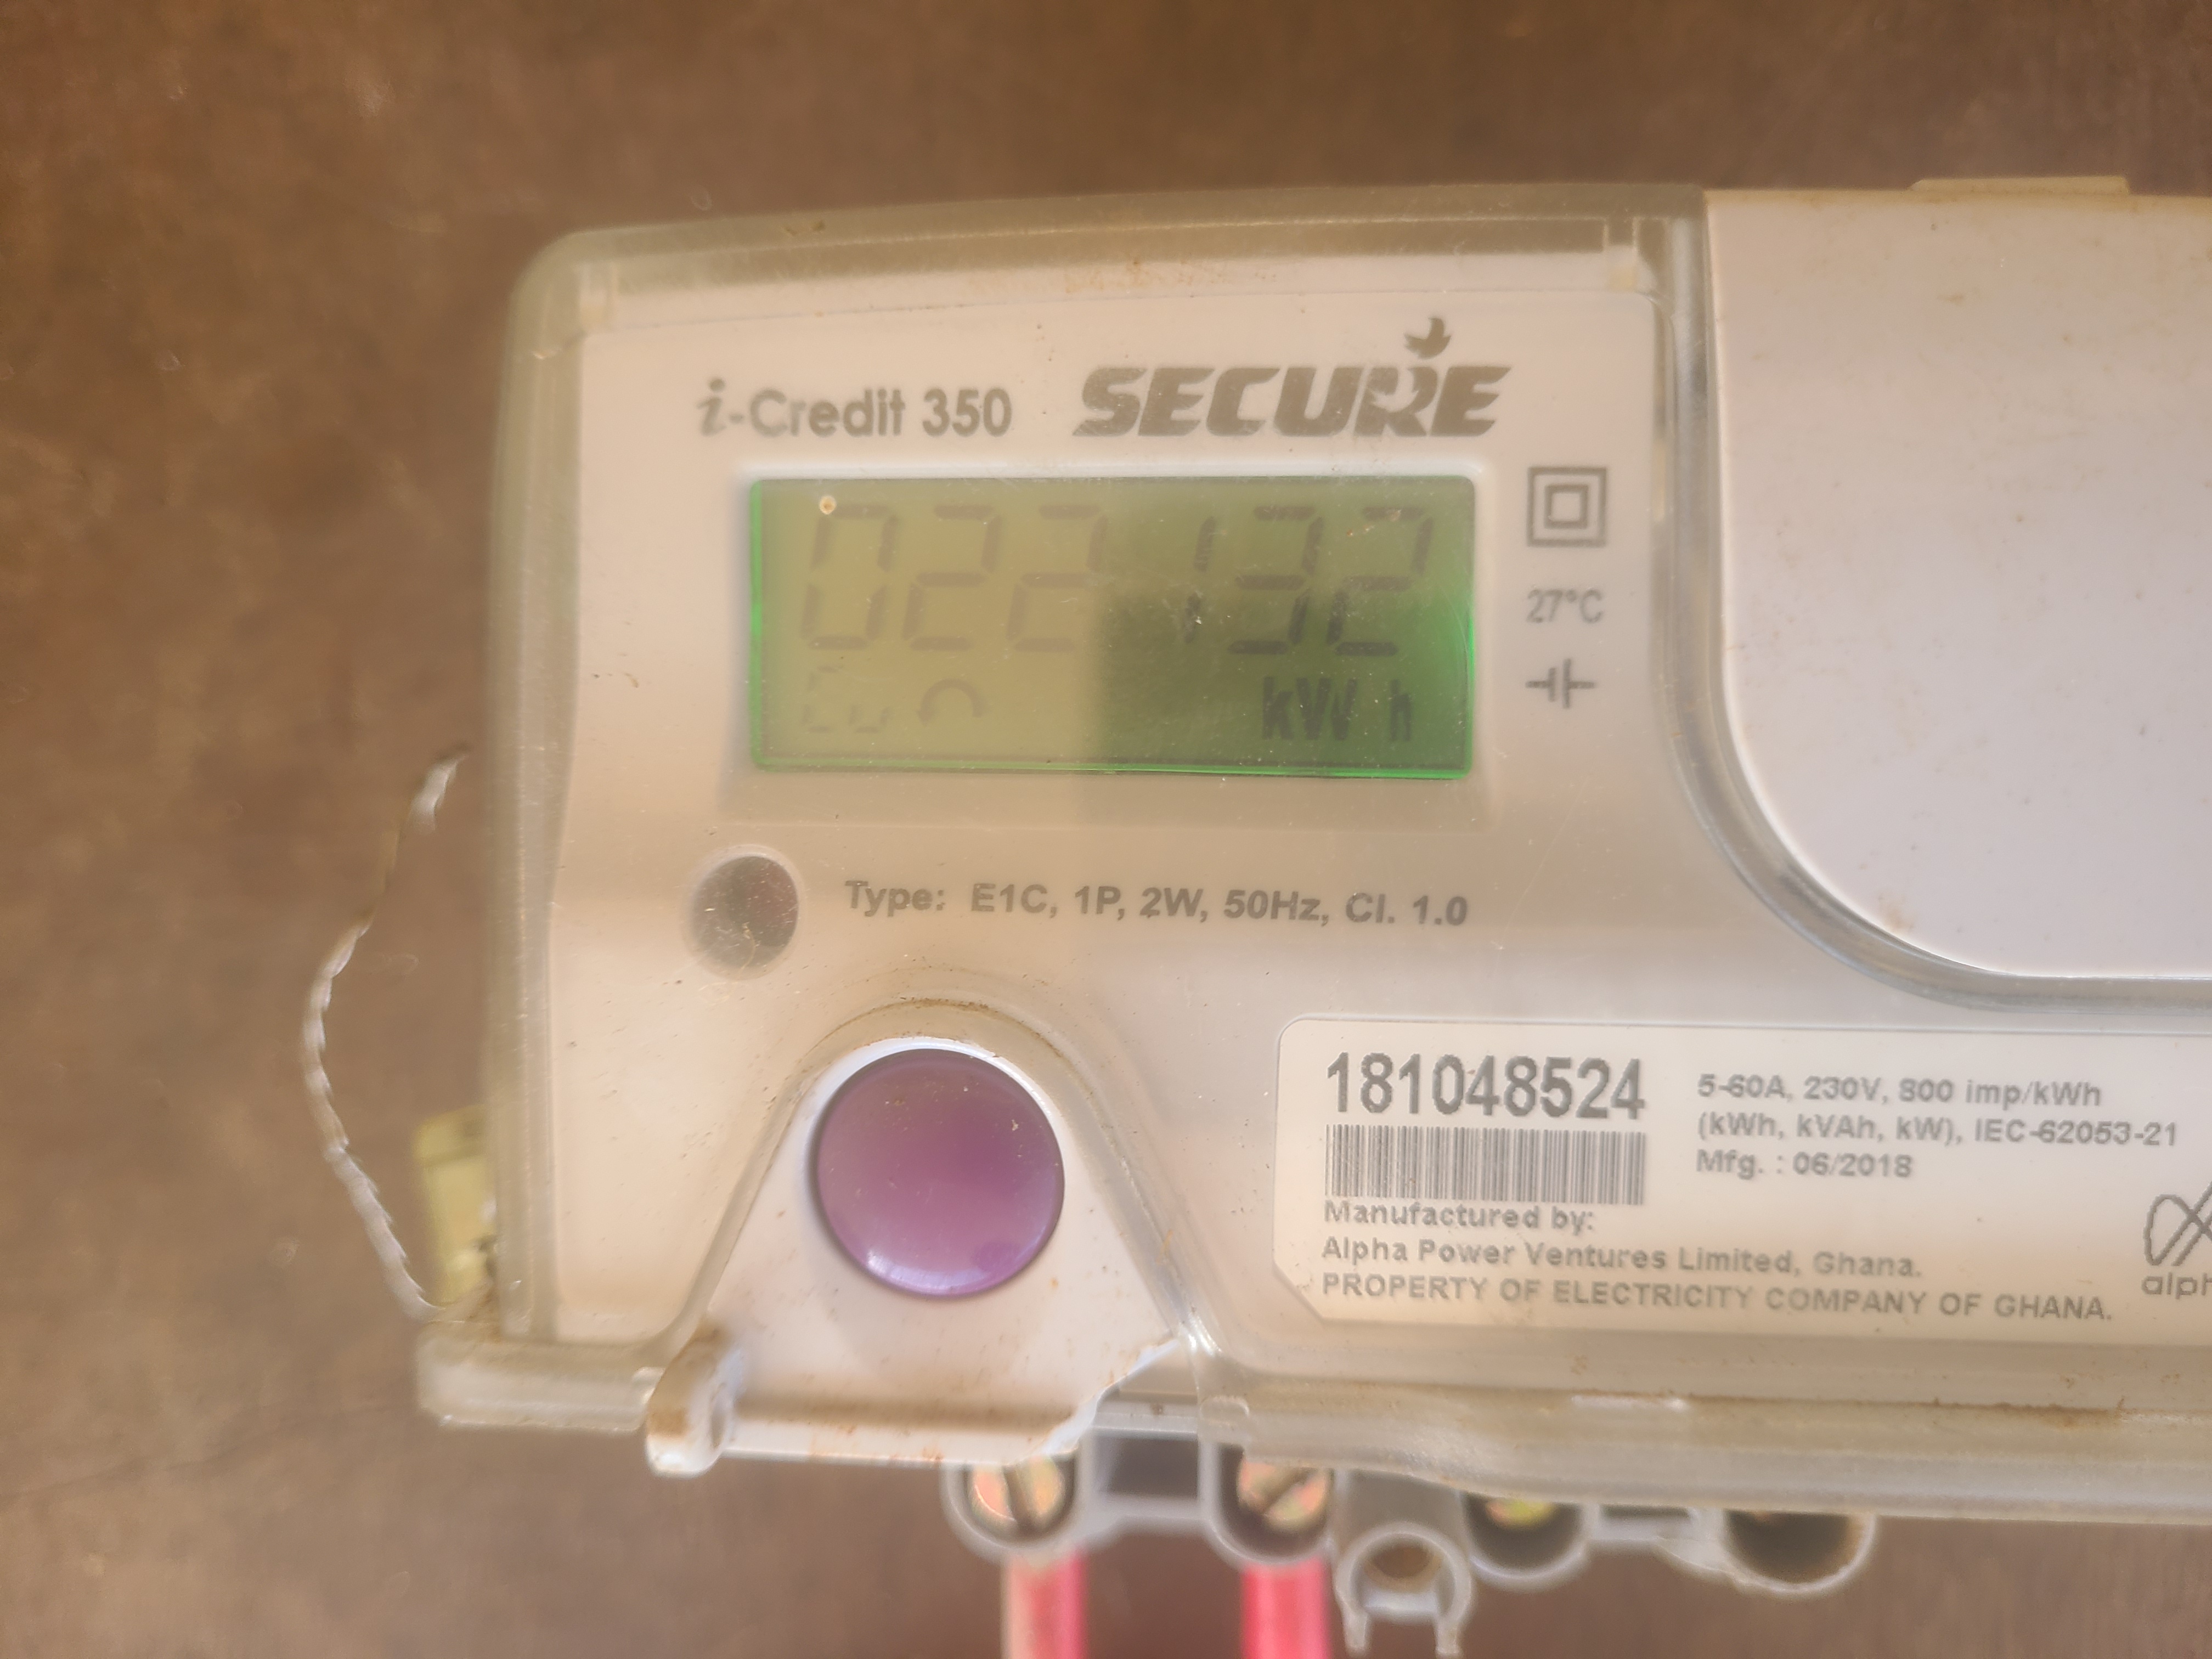 i-Credit 350 SECURE
022132
kW h
27°C
Type: E1C, 1P, 2W, 50Hz, Cl. 1.0
181048524
5-60A, 230V, 800 imp/kWh
(kWh, kVAh, kW), IEC-62053-21
Mfg. : 06/2018
Manufactured by:
Alpha Power Ventures Limited, Ghana.
PROPERTY OF ELECTRICITY COMPANY OF GHANA.